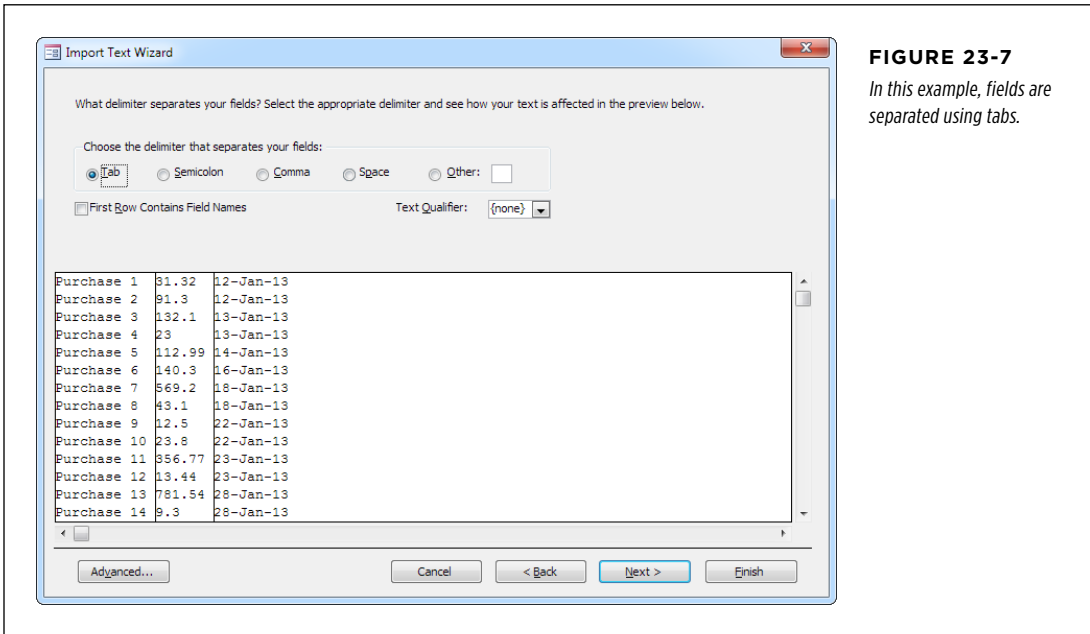 Import Text Wizard
x
What delimiter separates your fields? Select the appropriate delimiter and see how your text is affected in the preview below.
Choose the delimiter that separates your fields:
Tab Semicolon Comma Space Other:
First Row Contains Field Names Text Qualifier: {none}
Purchase 1 31.32 12-Jan-13
Purchase 2 91.3 12-Jan-13
Purchase 3 132.1 13-Jan-13
Purchase 4 23 13-Jan-13
Purchase 5 112.99 14-Jan-13
Purchase 6 140.3 16-Jan-13
Purchase 7 569.2 18-Jan-13
Purchase 8 43.1 18-Jan-13
Purchase 9 12.5 22-Jan-13
Purchase 10 23.8 22-Jan-13
Purchase 11 356.77 23-Jan-13
Purchase 12 13.44 23-Jan-13
Purchase 13 781.54 28-Jan-13
Purchase 14 9.3 28-Jan-13
Advanced... Cancel < Back Next > Finish
FIGURE 23-7
In this example, fields are
separated using tabs.